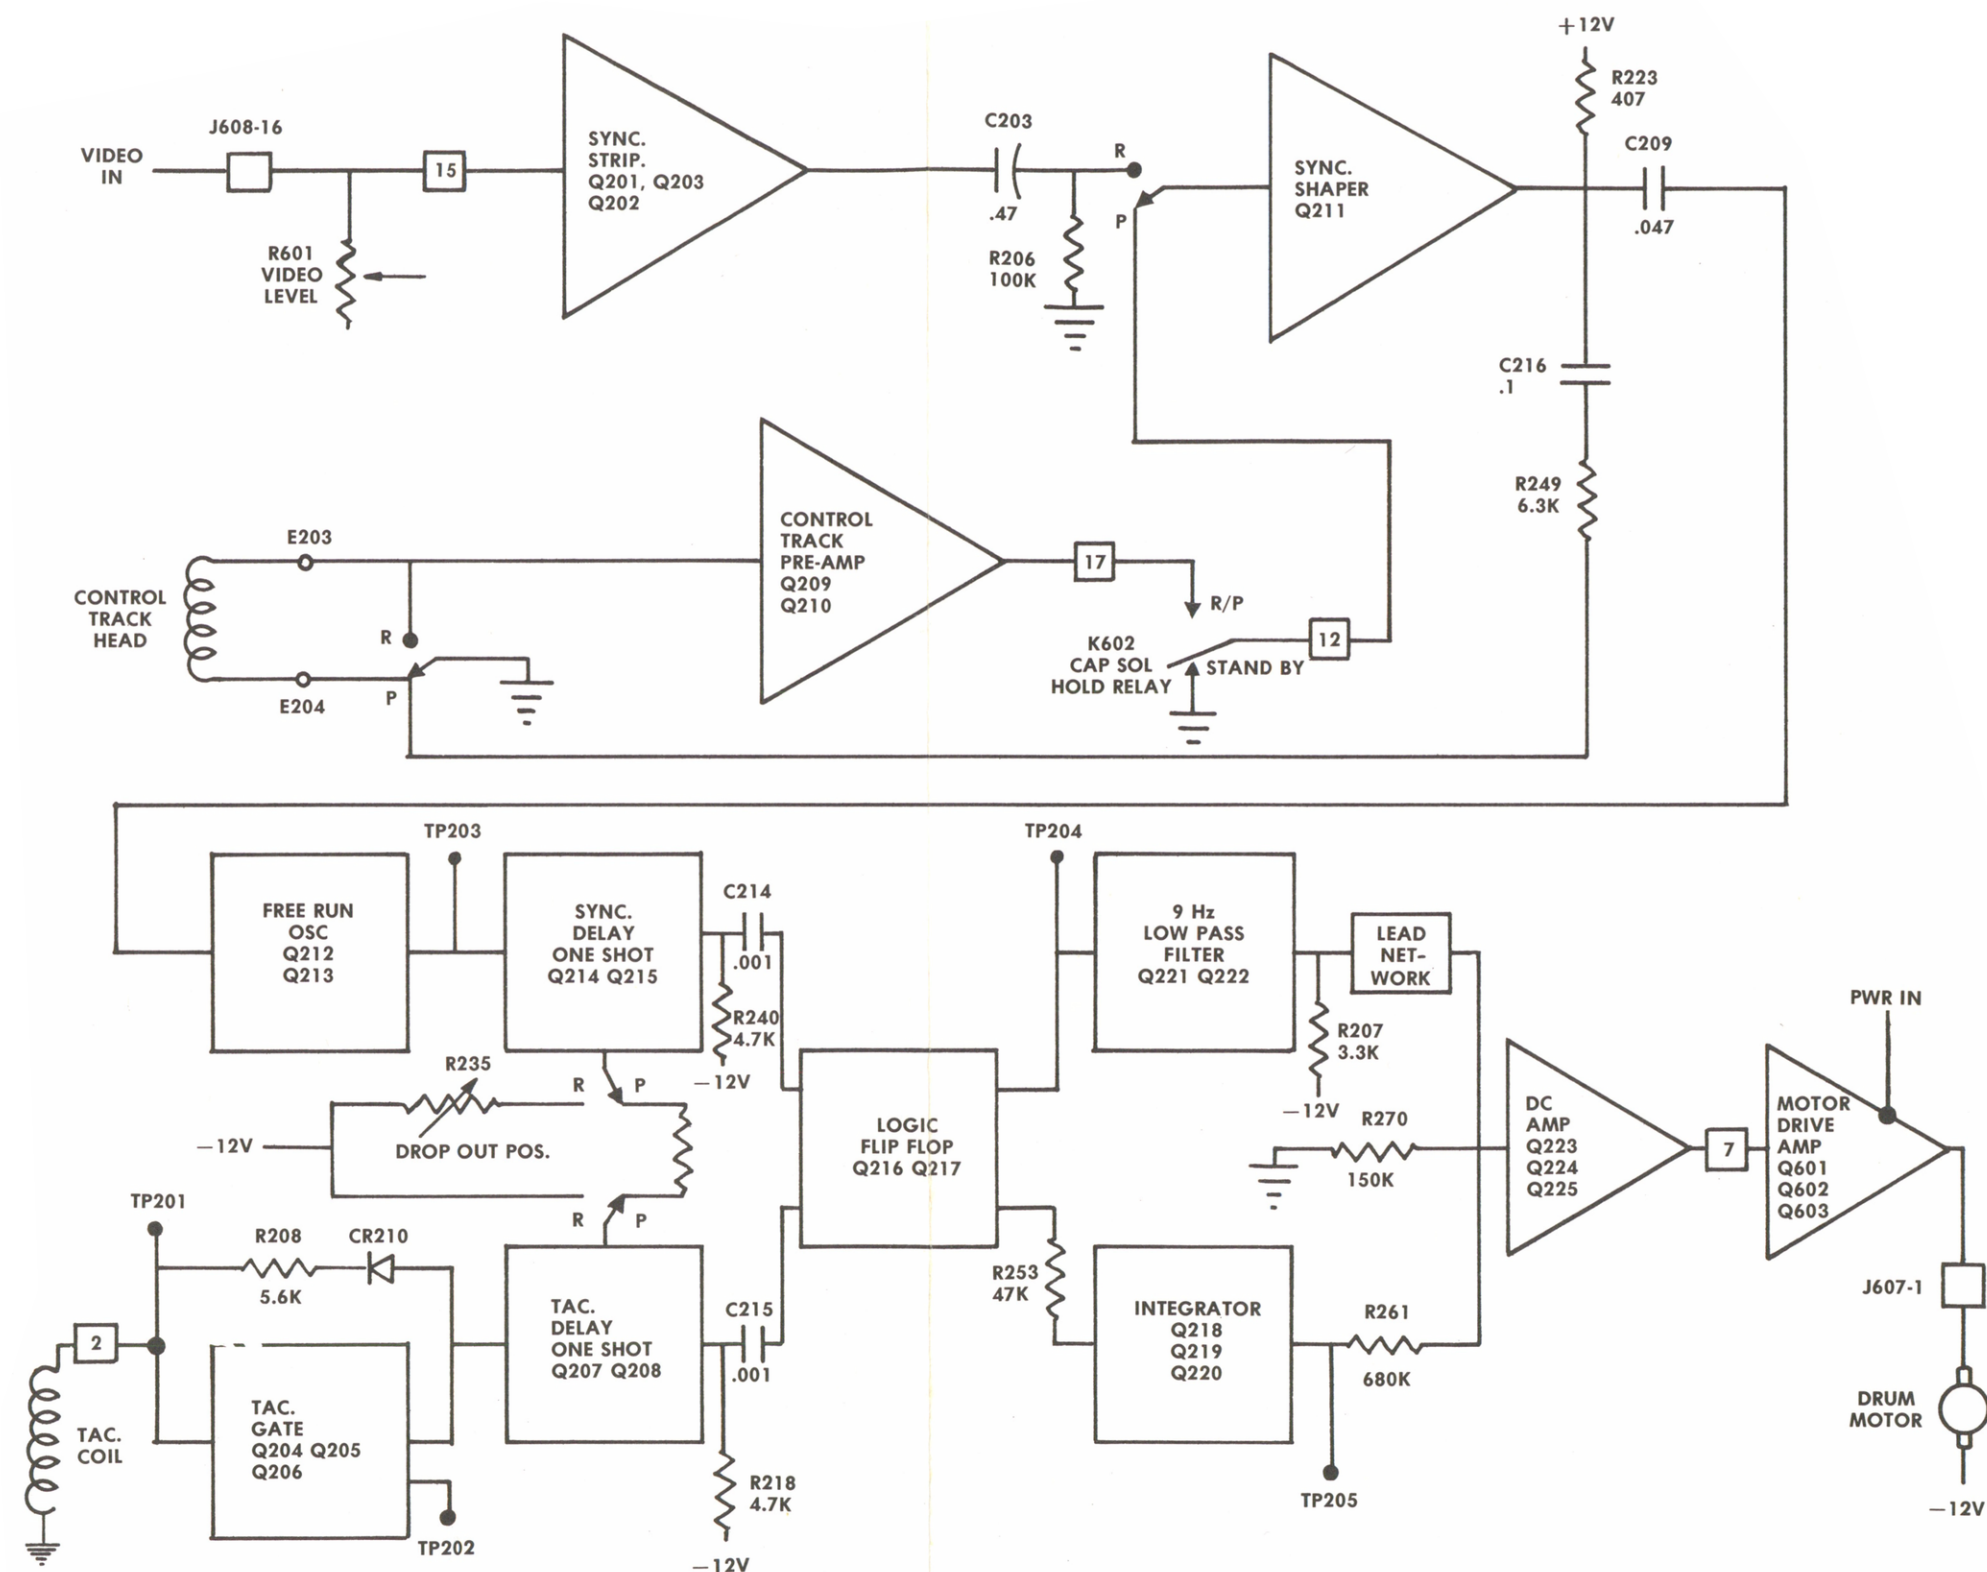 +12V
R223
407
J608-16
VIDEO
IN
15
SYNC.
STRIP.
Q201, Q203
Q202
C203
.47
R
P
SYNC.
SHAPER
Q211
C209
.047
R601
VIDEO
LEVEL
R206
100K
C216
.1
R249
6.3K
E203
CONTROL
TRACK
HEAD
R
P
E204
CONTROL
TRACK
PRE-AMP
Q209
Q210
17
R/P
K602
CAP SOL
HOLD RELAY
STAND BY
12
TP203
TP204
FREE RUN
OSC
Q212
Q213
SYNC.
DELAY
ONE SHOT
Q214 Q215
C214
.001
R240
4.7K
−12V
9 Hz
LOW PASS
FILTER
Q221 Q222
LEAD
NET-
WORK
R207
3.3K
−12V
PWR IN
R235
R
P
−12V
DROP OUT POS.
R
P
LOGIC
FLIP FLOP
Q216 Q217
R270
150K
DC
AMP
Q223
Q224
Q225
7
MOTOR
DRIVE
AMP
Q601
Q602
Q603
TP201
R208
5.6K
CR210
2
TAC.
COIL
TAC.
GATE
Q204 Q205
Q206
TP202
TAC.
DELAY
ONE SHOT
Q207 Q208
C215
.001
R218
4.7K
−12V
R253
47K
INTEGRATOR
Q218
Q219
Q220
R261
680K
TP205
J607-1
DRUM
MOTOR
−12V